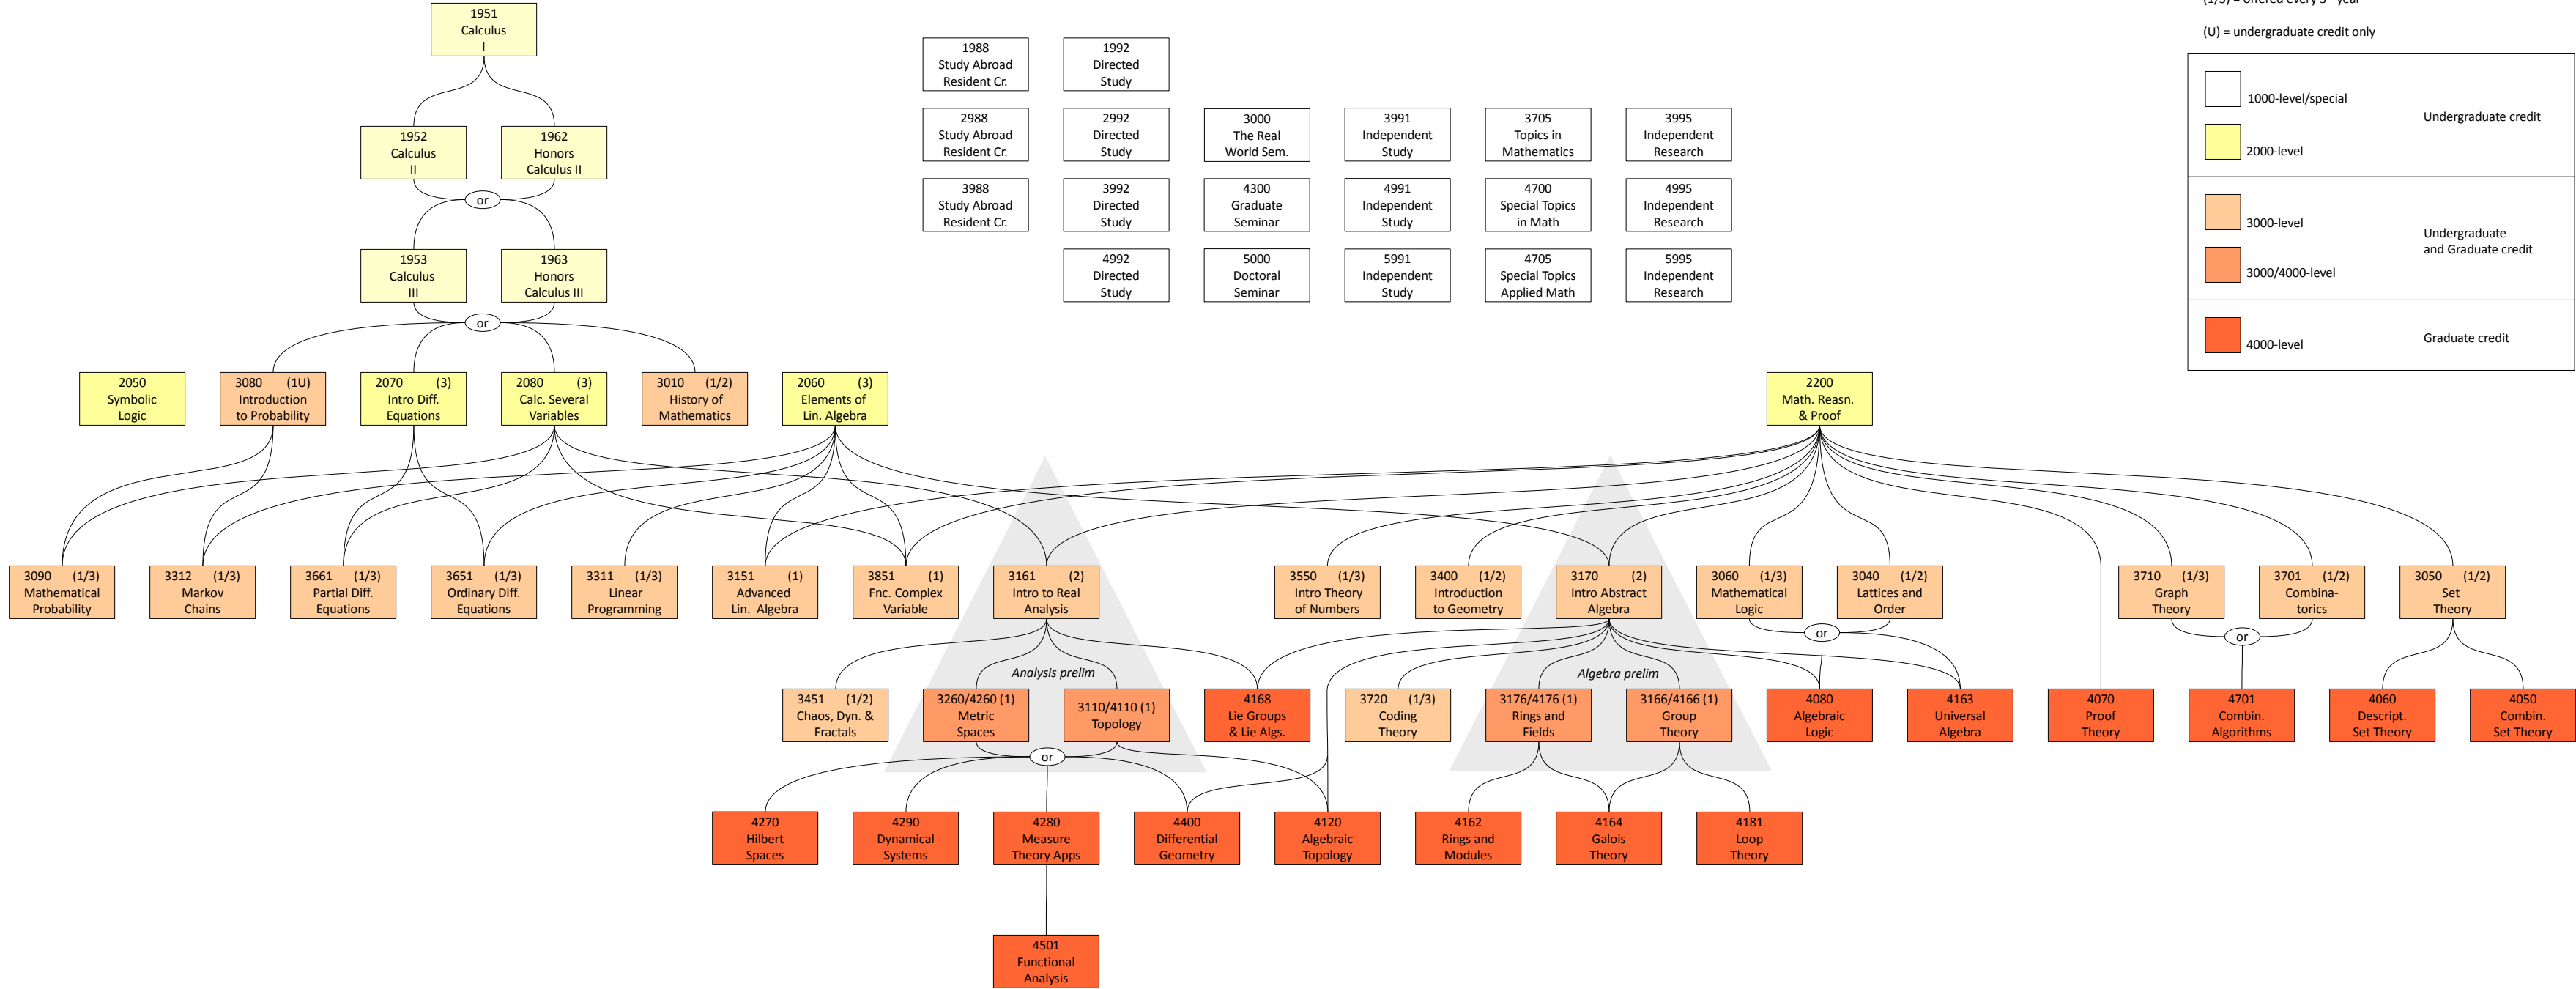 1951
Calculus
I
(1/3) = offered every 3rd year
(U) = undergraduate credit only
1988
Study Abroad
Resident Cr.
1992
Directed
Study
1000-level/special
Undergraduate credit
2000-level
1952
Calculus
II
1962
Honors
Calculus II
2988
Study Abroad
Resident Cr.
2992
Directed
Study
3000
The Real
World Sem.
3991
Independent
Study
3705
Topics in
Mathematics
3995
Independent
Research
or
3988
Study Abroad
Resident Cr.
3992
Directed
Study
4300
Graduate
Seminar
4991
Independent
Study
4700
Special Topics
in Math
4995
Independent
Research
3000-level
Undergraduate
and Graduate credit
3000/4000-level
1953
Calculus
III
1963
Honors
Calculus III
4992
Directed
Study
5000
Doctoral
Seminar
5991
Independent
Study
4705
Special Topics
Applied Math
5995
Independent
Research
or
4000-level
Graduate credit
2050
Symbolic
Logic
3080 (1U)
Introduction
to Probability
2070 (3)
Intro Diff.
Equations
2080 (3)
Calc. Several
Variables
3010 (1/2)
History of
Mathematics
2060 (3)
Elements of
Lin. Algebra
2200
Math. Reasn.
& Proof
3090 (1/3)
Mathematical
Probability
3312 (1/3)
Markov
Chains
3661 (1/3)
Partial Diff.
Equations
3651 (1/3)
Ordinary Diff.
Equations
3311 (1/3)
Linear
Programming
3151 (1)
Advanced
Lin. Algebra
3851 (1)
Fnc. Complex
Variable
3161 (2)
Intro to Real
Analysis
3550 (1/3)
Intro Theory
of Numbers
3400 (1/2)
Introduction
to Geometry
3170 (2)
Intro Abstract
Algebra
3060 (1/3)
Mathematical
Logic
3040 (1/2)
Lattices and
Order
3710 (1/3)
Graph
Theory
3701 (1/2)
Combina-
torics
3050 (1/2)
Set
Theory
or
or
Analysis prelim
Algebra prelim
3451 (1/2)
Chaos, Dyn. &
Fractals
3260/4260 (1)
Metric
Spaces
3110/4110 (1)
Topology
4168
Lie Groups
& Lie Algs.
3720 (1/3)
Coding
Theory
3176/4176 (1)
Rings and
Fields
3166/4166 (1)
Group
Theory
4080
Algebraic
Logic
4163
Universal
Algebra
4070
Proof
Theory
4701
Combin.
Algorithms
4060
Descript.
Set Theory
4050
Combin.
Set Theory
or
4270
Hilbert
Spaces
4290
Dynamical
Systems
4280
Measure
Theory Apps
4400
Differential
Geometry
4120
Algebraic
Topology
4162
Rings and
Modules
4164
Galois
Theory
4181
Loop
Theory
4501
Functional
Analysis